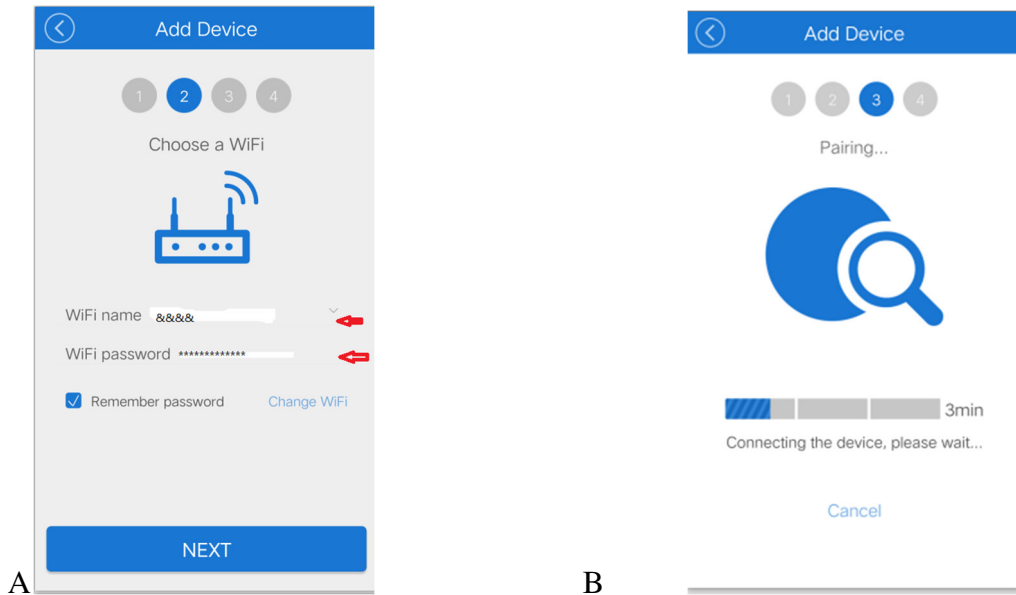 Add Device
1 2 3 4
Choose a WiFi
WiFi name &&&&
WiFi password *************
Remember password Change WiFi
NEXT
A
Add Device
1 2 3 4
Pairing...
3min
Connecting the device, please wait...
Cancel
B